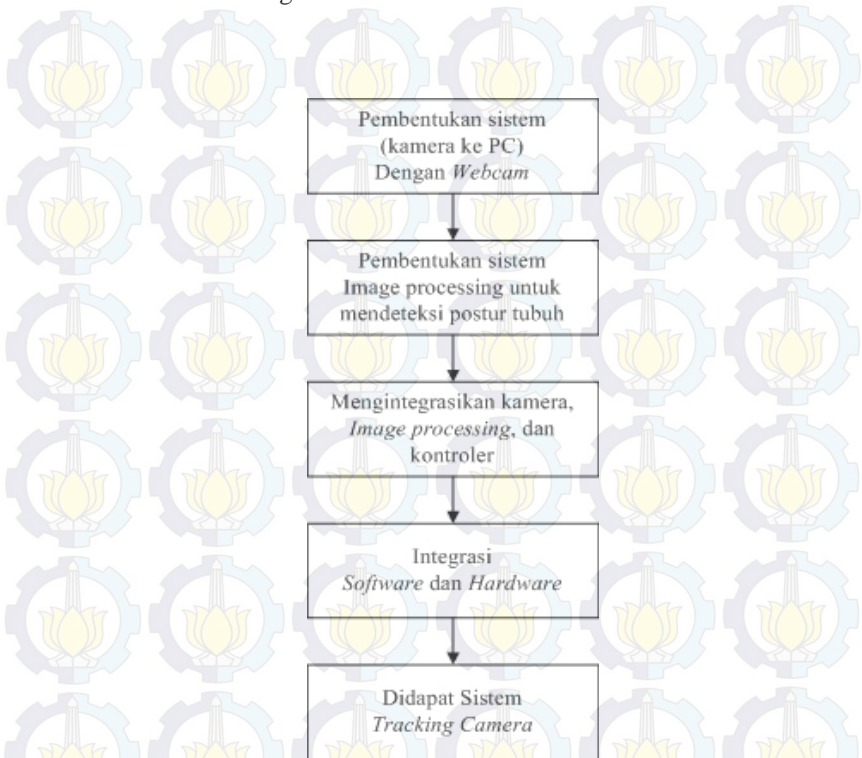 Pembentukan sistem
(kamera ke PC)
Dengan Webcam
Pembentukan sistem
Image processing untuk
mendeteksi postur tubuh
Mengintegrasikan kamera,
Image processing, dan
kontroler
Integrasi
Software dan Hardware
Didapat Sistem
Tracking Camera